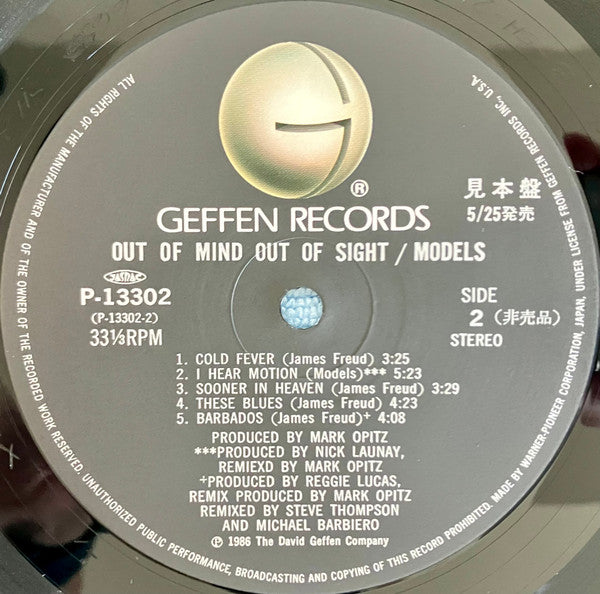 ®
GEFFEN RECORDS
見本盤
5/25発売
OUT OF MIND OUT OF SIGHT / MODELS
JASRAC
P-13302
(P-13302-2)
33⅓RPM
SIDE
2 (非売品)
STEREO
1. COLD FEVER (James Freud) 3:25
2. I HEAR MOTION (Models)*** 5:23
3. SOONER IN HEAVEN (James Freud) 3:29
4. THESE BLUES (James Freud) 4:23
5. BARBADOS (James Freud)+ 4:08
PRODUCED BY MARK OPITZ
***PRODUCED BY NICK LAUNAY,
REMIEXD BY MARK OPITZ
+PRODUCED BY REGGIE LUCAS,
REMIX PRODUCED BY MARK OPITZ
REMIXED BY STEVE THOMPSON
AND MICHAEL BARBIERO
℗ 1986 The David Geffen Company
ALL RIGHTS OF THE MANUFACTURER AND OF THE OWNER OF THE RECORDED WORK RESERVED. UNAUTHORIZED PUBLIC PERFORMANCE, BROADCASTING AND COPYING OF THIS RECORD PROHIBITED. MADE BY WARNER-PIONEER CORPORATION, JAPAN, UNDER LICENSE FROM GEFFEN RECORDS INC, U.S.A.